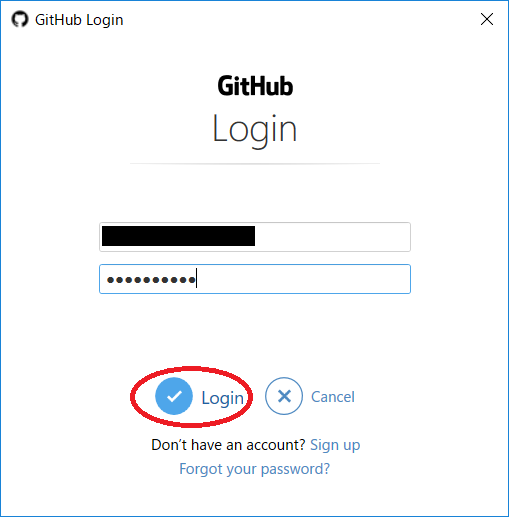 GitHub Login
GitHub
Login
Login
Cancel
Don't have an account? Sign up
Forgot your password?